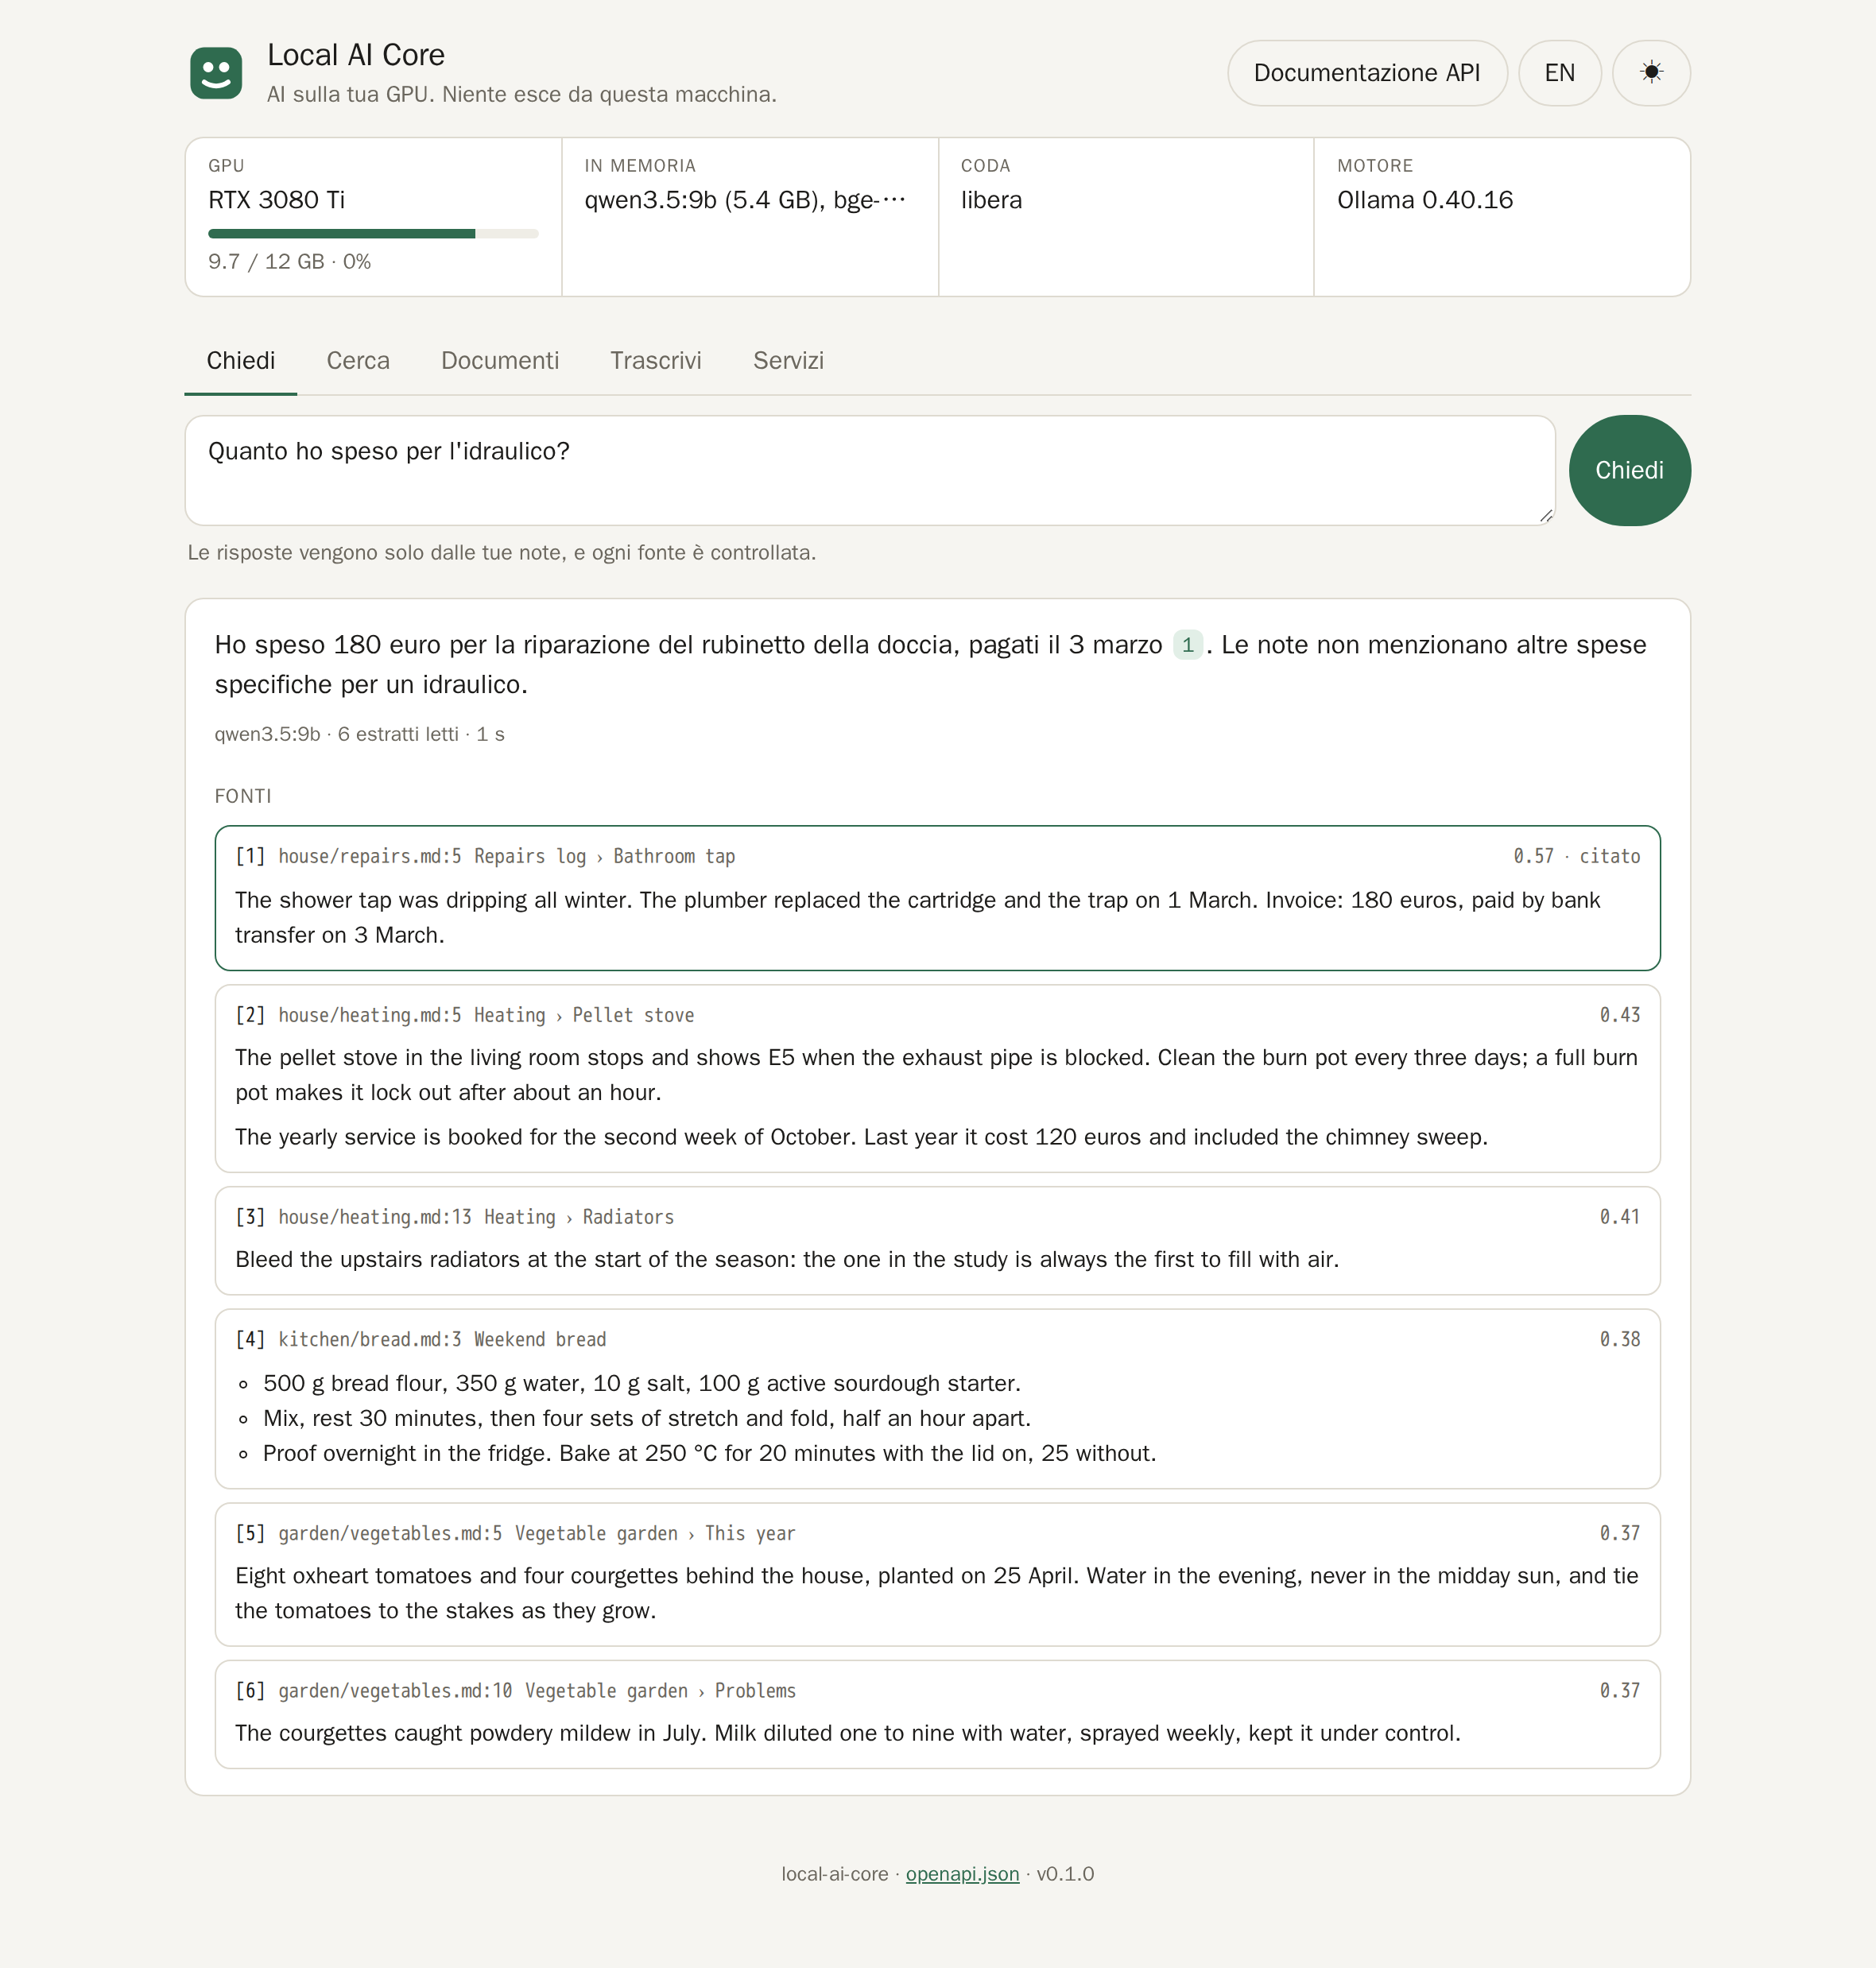 Local AI Core
AI sulla tua GPU. Niente esce da questa macchina.
Documentazione API
EN
GPU
RTX 3080 Ti
9.7 / 12 GB · 0%
IN MEMORIA
qwen3.5:9b (5.4 GB), bge-···
CODA
libera
MOTORE
Ollama 0.40.16
Chiedi
Cerca
Documenti
Trascrivi
Servizi
Quanto ho speso per l'idraulico?
Chiedi
Le risposte vengono solo dalle tue note, e ogni fonte è controllata.
Ho speso 180 euro per la riparazione del rubinetto della doccia, pagati il 3 marzo 1 . Le note non menzionano altre spese
specifiche per un idraulico.
qwen3.5:9b · 6 estratti letti · 1 s
FONTI
[1] house/repairs.md:5 Repairs log › Bathroom tap 0.57 · citato
The shower tap was dripping all winter. The plumber replaced the cartridge and the trap on 1 March. Invoice: 180 euros, paid by bank
transfer on 3 March.
[2] house/heating.md:5 Heating › Pellet stove 0.43
The pellet stove in the living room stops and shows E5 when the exhaust pipe is blocked. Clean the burn pot every three days; a full burn
pot makes it lock out after about an hour.
The yearly service is booked for the second week of October. Last year it cost 120 euros and included the chimney sweep.
[3] house/heating.md:13 Heating › Radiators 0.41
Bleed the upstairs radiators at the start of the season: the one in the study is always the first to fill with air.
[4] kitchen/bread.md:3 Weekend bread 0.38
500 g bread flour, 350 g water, 10 g salt, 100 g active sourdough starter.
Mix, rest 30 minutes, then four sets of stretch and fold, half an hour apart.
Proof overnight in the fridge. Bake at 250 °C for 20 minutes with the lid on, 25 without.
[5] garden/vegetables.md:5 Vegetable garden › This year 0.37
Eight oxheart tomatoes and four courgettes behind the house, planted on 25 April. Water in the evening, never in the midday sun, and tie
the tomatoes to the stakes as they grow.
[6] garden/vegetables.md:10 Vegetable garden › Problems 0.37
The courgettes caught powdery mildew in July. Milk diluted one to nine with water, sprayed weekly, kept it under control.
local-ai-core · openapi.json · v0.1.0